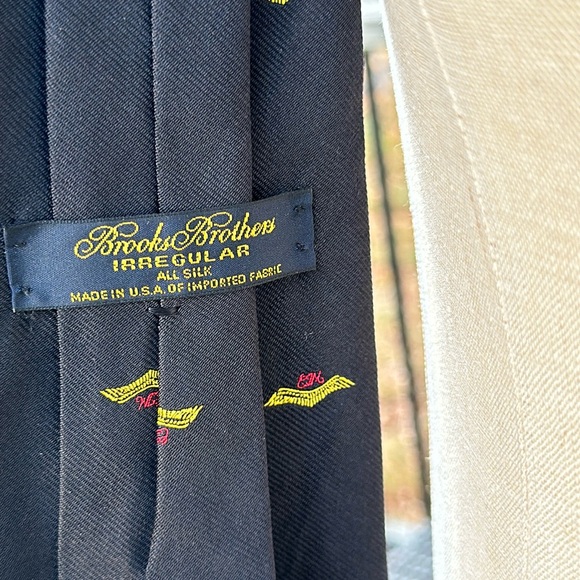 Brooks Brothers
IRREGULAR
ALL SILK
MADE IN U.S.A. OF IMPORTED FABRIC